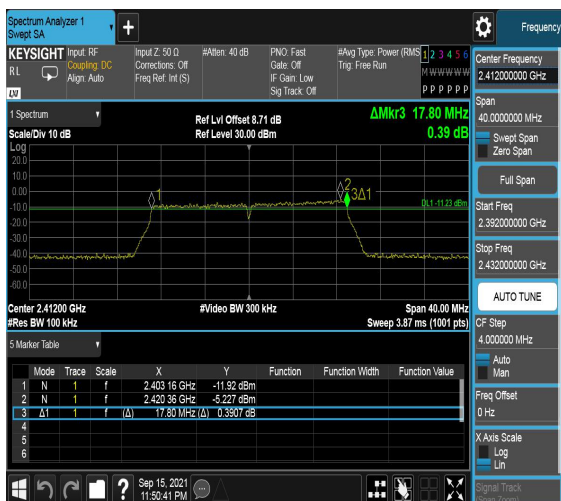 Spectrum Analyzer 1
Swept SA
Frequency
KEYSIGHT
RL
LXI
Input: RF
Coupling: DC
Align: Auto
Input Z: 50 Ω
Corrections: Off
Freq Ref: Int (S)
#Atten: 40 dB
PNO: Fast
Gate: Off
IF Gain: Low
Sig Track: Off
#Avg Type: Power (RMS
Trig: Free Run
1 2 3 4 5 6
M W W W W W
P P P P P P
1 Spectrum
Scale/Div 10 dB
Ref Lvl Offset 8.71 dB
Ref Level 30.00 dBm
ΔMkr3 17.80 MHz
0.39 dB
Log
20.0
10.0
0.00
-10.0
-20.0
-30.0
-40.0
-50.0
-60.0
1
2
3Δ1
DL1 -11.23 dBm
Center 2.41200 GHz
#Res BW 100 kHz
#Video BW 300 kHz
Span 40.00 MHz
Sweep 3.87 ms (1001 pts)
5 Marker Table
Mode Trace Scale X Y Function Function Width Function Value
1 N 1 f 2.403 16 GHz -11.92 dBm
2 N 1 f 2.420 36 GHz -5.227 dBm
3 Δ1 1 f (Δ) 17.80 MHz (Δ) 0.3907 dB
4
5
6
Sep 15, 2021
11:50:41 PM
Center Frequency
2.412000000 GHz
Span
40.0000000 MHz
Swept Span
Zero Span
Full Span
Start Freq
2.392000000 GHz
Stop Freq
2.432000000 GHz
AUTO TUNE
CF Step
4.000000 MHz
Auto
Man
Freq Offset
0 Hz
X Axis Scale
Log
Lin
Signal Track
(Span Zoom)